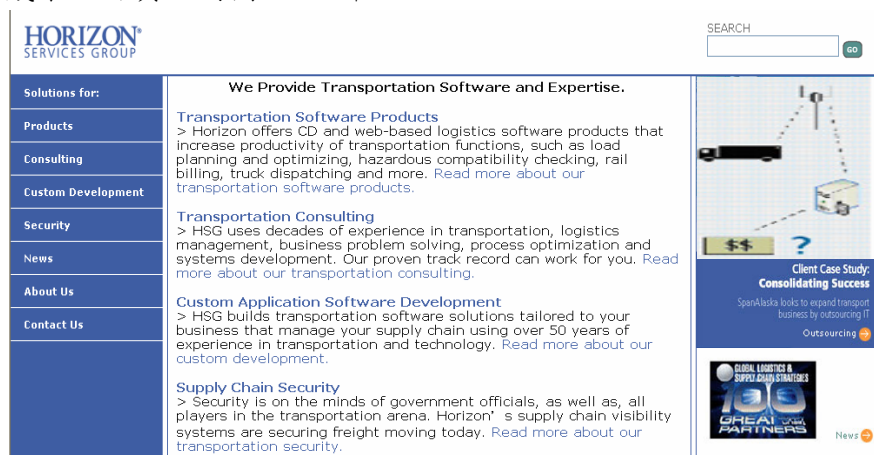 HORIZON®
SERVICES GROUP
SEARCH
GO
Solutions for:
Products
Consulting
Custom Development
Security
News
About Us
Contact Us
We Provide Transportation Software and Expertise.
Transportation Software Products
> Horizon offers CD and web-based logistics software products that
increase productivity of transportation functions, such as load
planning and optimizing, hazardous compatibility checking, rail
billing, truck dispatching and more. Read more about our
transportation software products.
Transportation Consulting
> HSG uses decades of experience in transportation, logistics
management, business problem solving, process optimization and
systems development. Our proven track record can work for you. Read
more about our transportation consulting.
Custom Application Software Development
> HSG builds transportation software solutions tailored to your
business that manage your supply chain using over 50 years of
experience in transportation and technology. Read more about our
custom development.
Supply Chain Security
> Security is on the minds of government officials, as well as, all
players in the transportation arena. Horizon’s supply chain visibility
systems are securing freight moving today. Read more about our
transportation security.
$$ ?
Client Case Study:
Consolidating Success
SpanAlaska looks to expand transport
business by outsourcing IT
Outsourcing
GLOBAL LOGISTICS &
SUPPLY CHAIN STRATEGIES
100
GREAT
PARTNERS
News